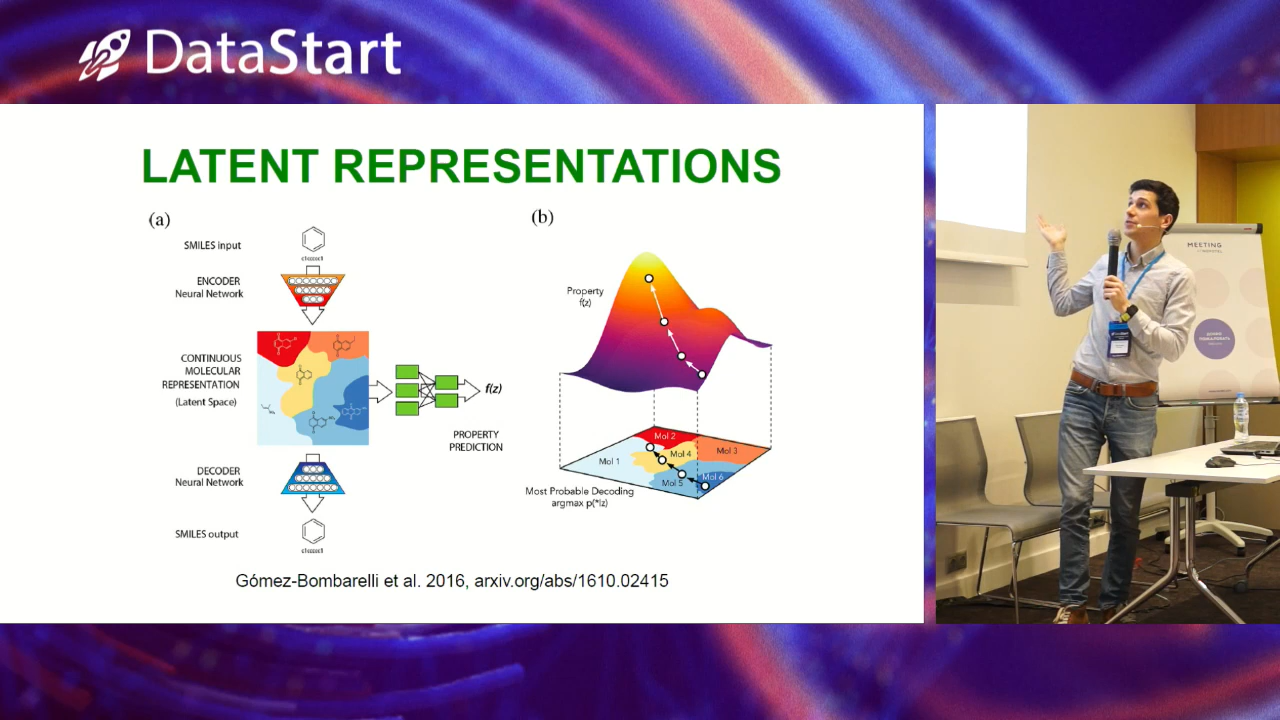 DataStart
LATENT REPRESENTATIONS
(a)
SMILES input
c1ccccc1
ENCODER
Neural Network
CONTINUOUS
MOLECULAR
REPRESENTATION
(Latent Space)
f(z)
PROPERTY
PREDICTION
DECODER
Neural Network
SMILES output
c1ccccc1
(b)
Property
f(z)
Mol 1
Mol 2
Mol 3
Mol 4
Mol 5
Mol 6
Most Probable Decoding
argmax p(*|z)
Gómez-Bombarelli et al. 2016, arxiv.org/abs/1610.02415
MEETING